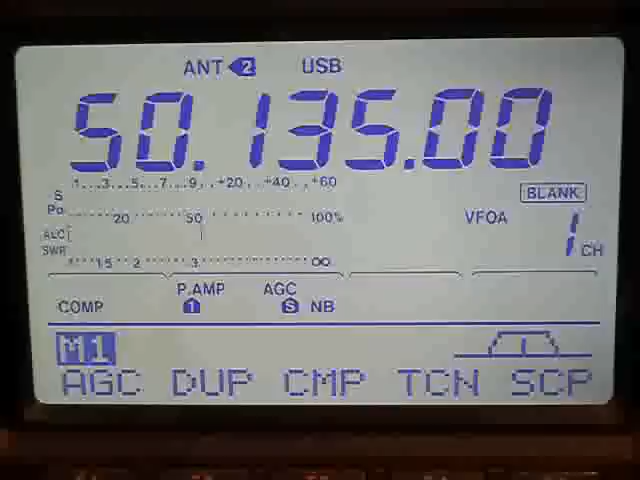 ANT 2 USB
50.135.00
S 1...3...5...7...9...+20...+40...+60
BLANK
Po 20 50 100%
VFOA 1 CH
ALC
SWR 1 1.5 2 3 ∞
P.AMP AGC
COMP 1 S NB
M1
AGC DUP CMP TCN SCP